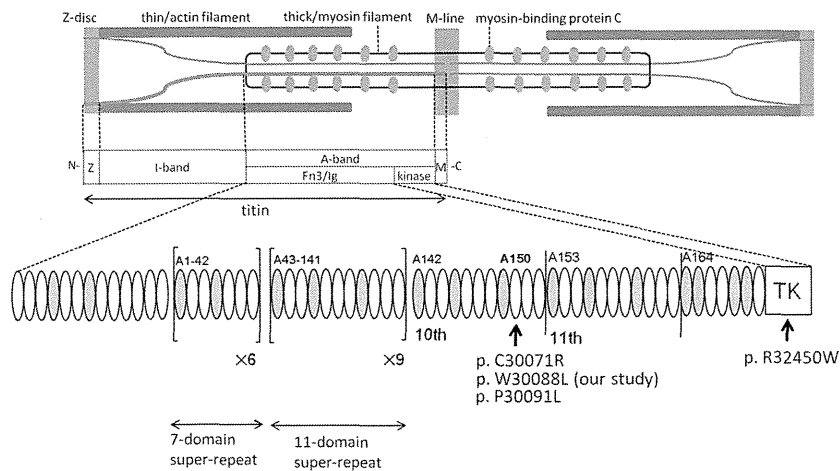 Z-disc thin/actin filament thick/myosin filament M-line myosin-binding protein C
N- Z I-band A-band M -C
Fn3/Ig kinase
titin
A1-42 A43-141 A142 A150 A153 A164
TK
10th 11th
×6 ×9
p. C30071R
p. W30088L (our study)
p. P30091L
p. R32450W
7-domain
super-repeat
11-domain
super-repeat